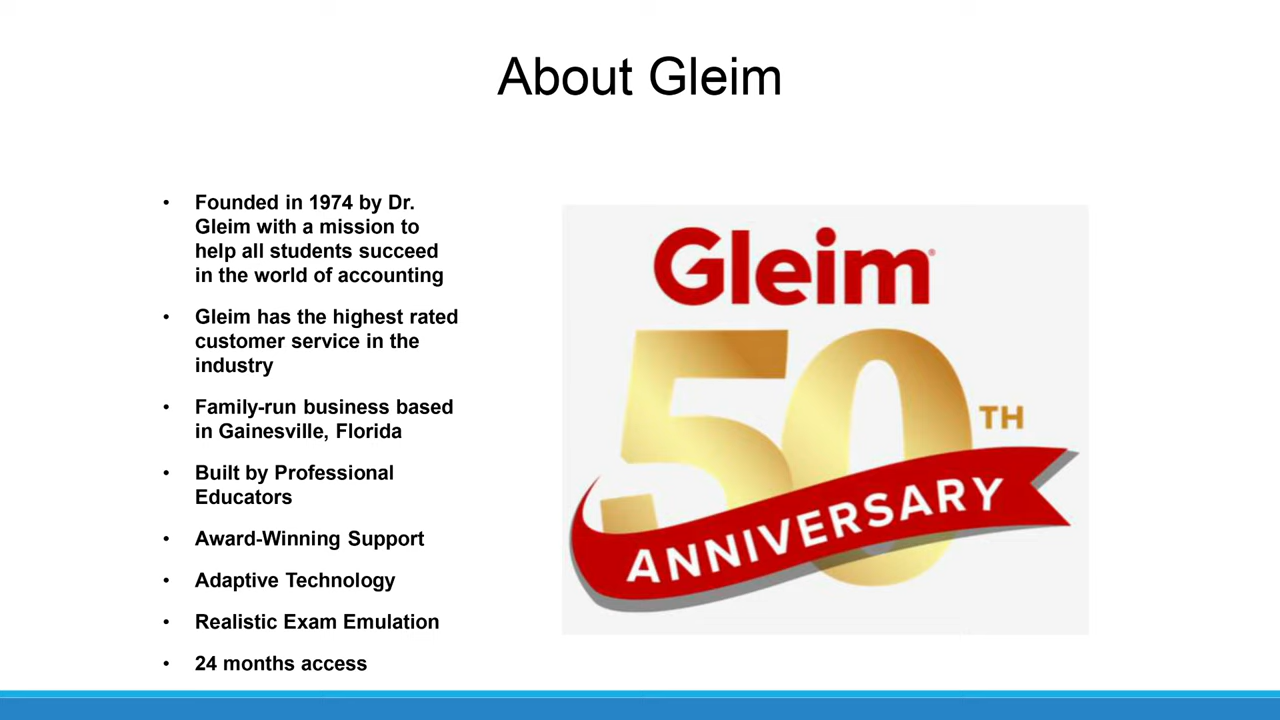 About Gleim
• Founded in 1974 by Dr.
Gleim with a mission to
help all students succeed
in the world of accounting
• Gleim has the highest rated
customer service in the
industry
• Family-run business based
in Gainesville, Florida
• Built by Professional
Educators
• Award-Winning Support
• Adaptive Technology
• Realistic Exam Emulation
• 24 months access
Gleim®
50TH
ANNIVERSARY